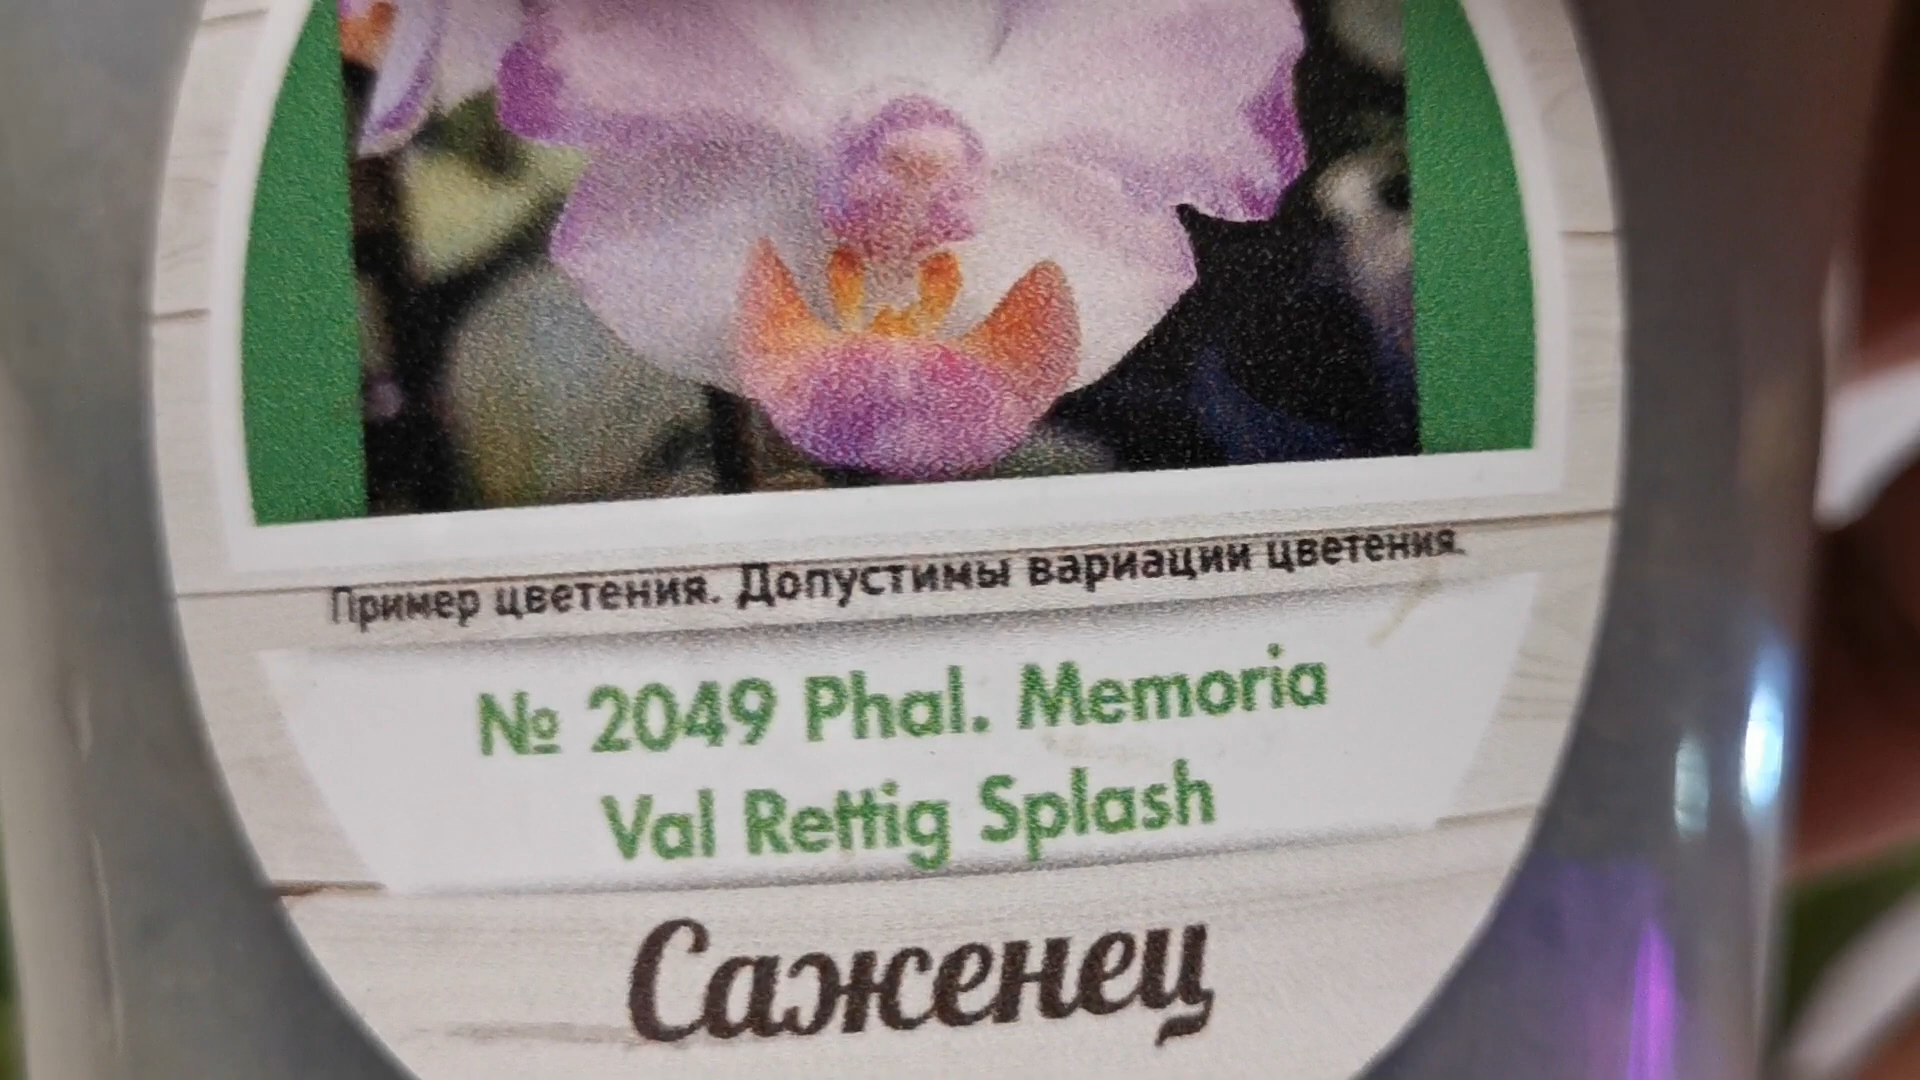 Пример цветения. Допустимы вариации цветения.
№ 2049 Phal. Memoria
Val Rettig Splash
Саженец